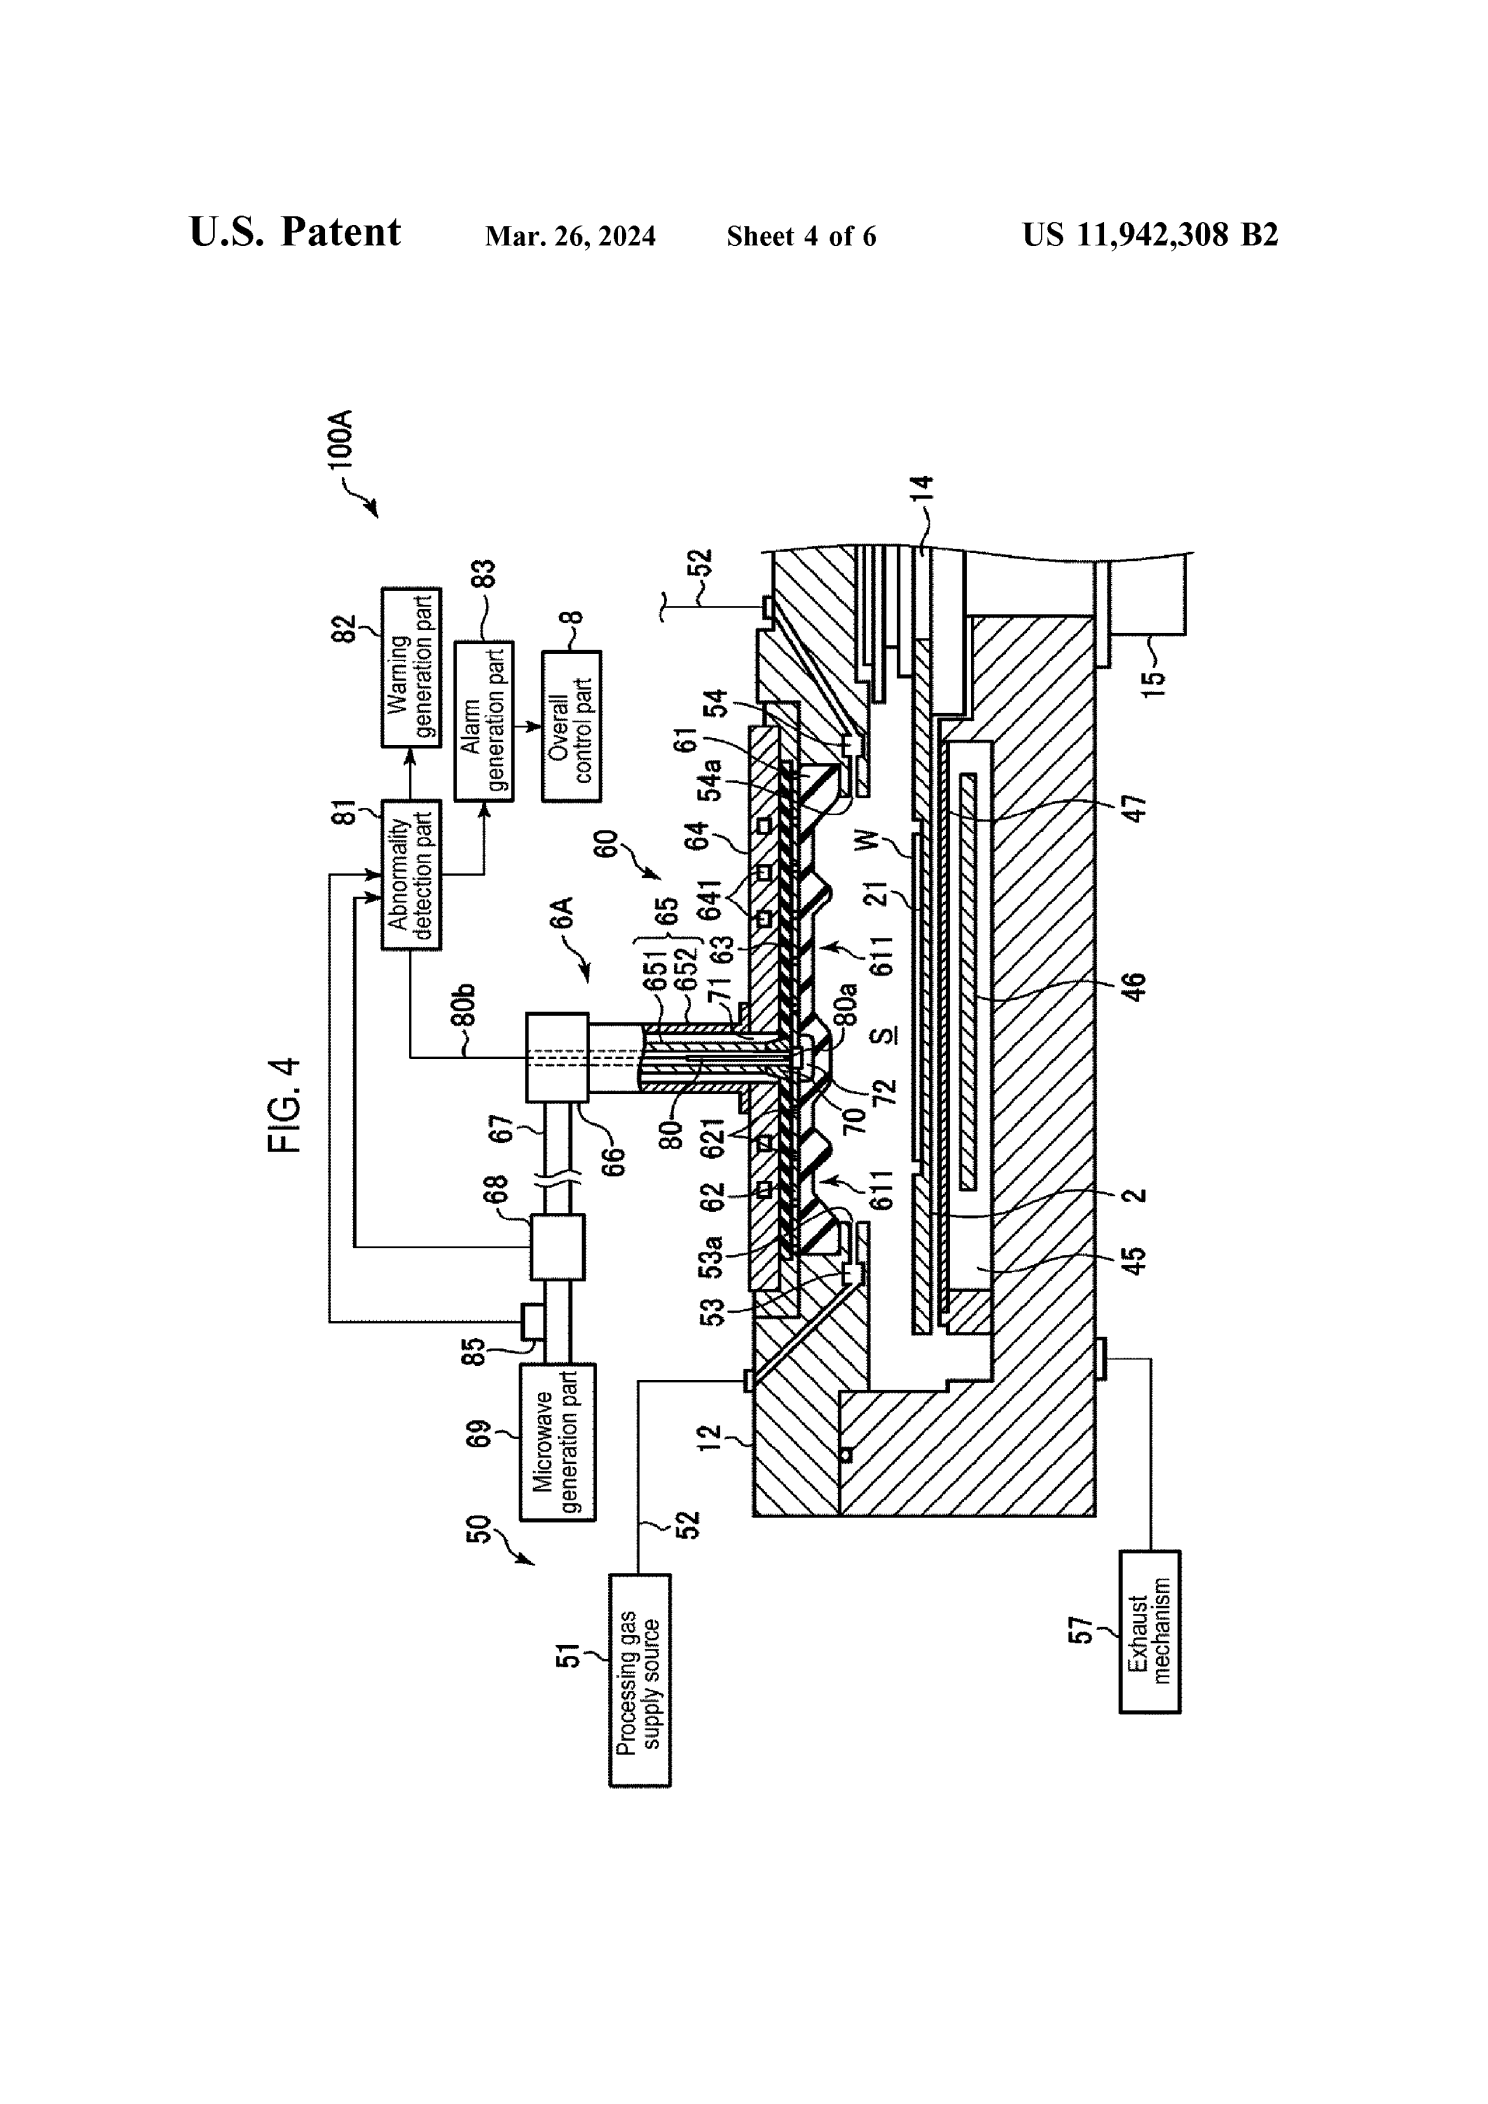 U.S. Patent Mar. 26, 2024 Sheet 4 of 6 US 11,942,308 B2
FIG. 4
100A
82
Warning
generation part
83
Alarm
generation part
8
Overall
control part
81
Abnormality
detection part
80b
6A
60
67
68
85
66
69
Microwave
generation part
50
51
Processing gas
supply source
52
12
53
53a
62
621
80
71
652
651
65
63
641
64
54a
61
54
52
14
611
70
72
80a
S
611
21
W
15
57
Exhaust
mechanism
45
2
46
47